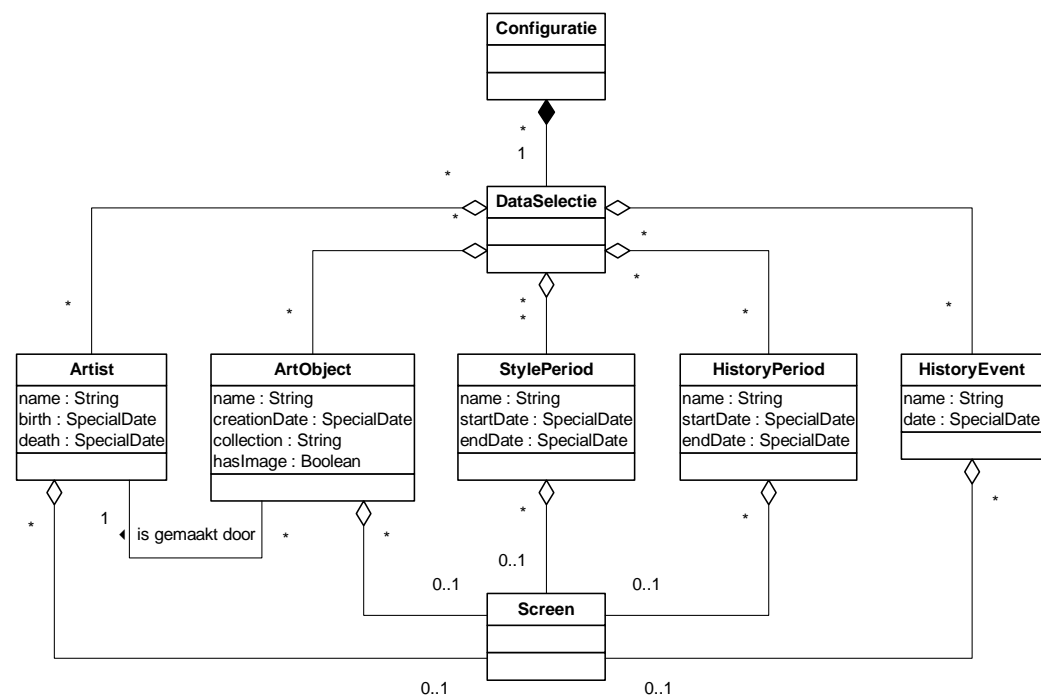 Configuratie
*
1
*
DataSelectie
*
*
*
*
*
*
*
*
*
Artist
name : String
birth : SpecialDate
death : SpecialDate
ArtObject
name : String
creationDate : SpecialDate
collection : String
hasImage : Boolean
StylePeriod
name : String
startDate : SpecialDate
endDate : SpecialDate
HistoryPeriod
name : String
startDate : SpecialDate
endDate : SpecialDate
HistoryEvent
name : String
date : SpecialDate
*
1
is gemaakt door
*
*
*
*
*
0..1
0..1
0..1
Screen
0..1
0..1